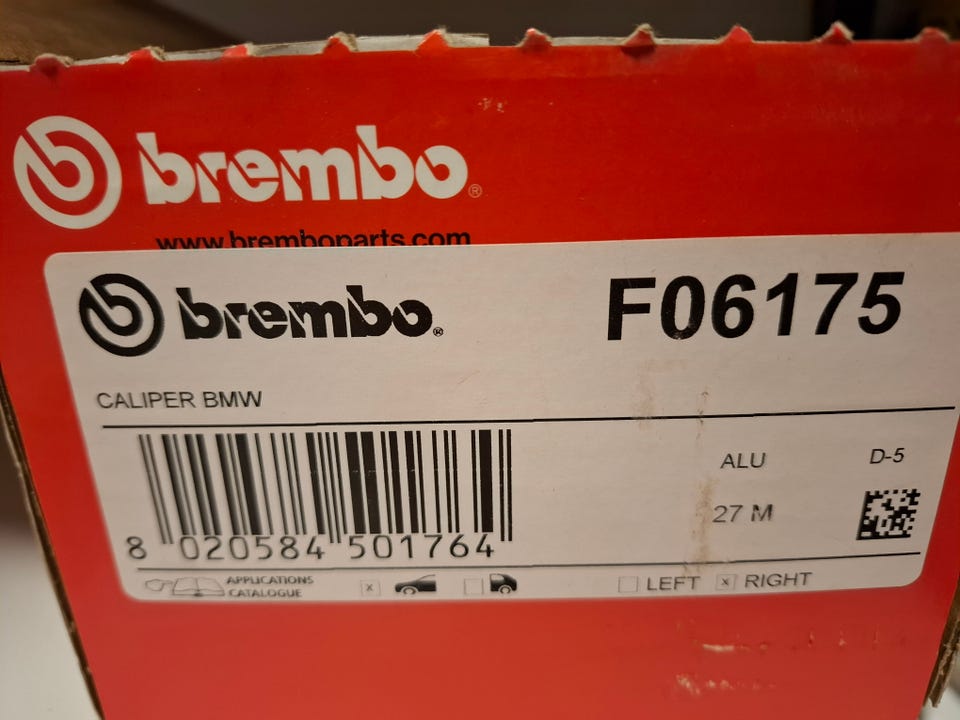 brembo®
www.bremboparts.com
brembo®
F06175
CALIPER BMW
ALU
D-5
27 M
8 020584 501764
APPLICATIONS
CATALOGUE
x
LEFT
x RIGHT